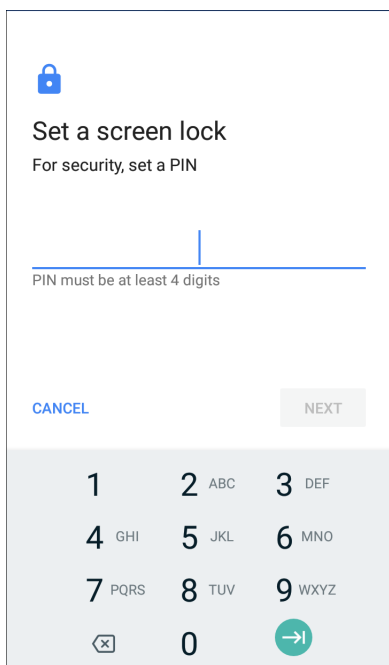 Set a screen lock
For security, set a PIN
PIN must be at least 4 digits
CANCEL NEXT
1 2 ABC 3 DEF
4 GHI 5 JKL 6 MNO
7 PQRS 8 TUV 9 WXYZ
0